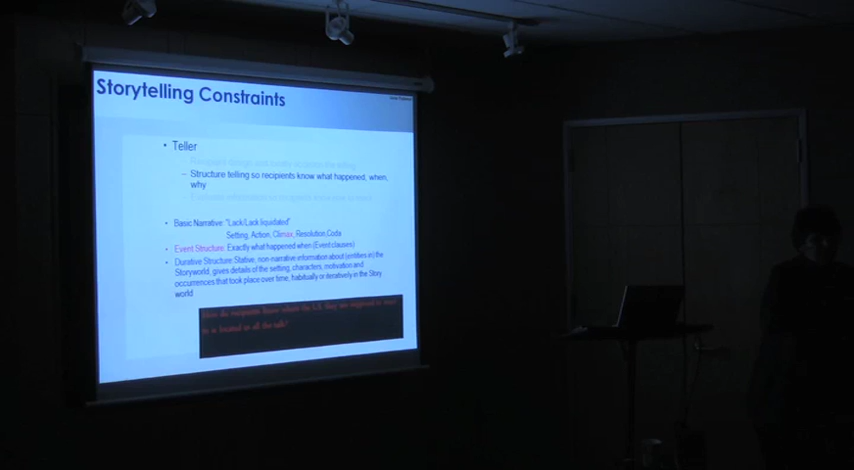 Storytelling Constraints
• Teller
– Structure telling so recipients know what happened, when,
why
• Basic Narrative: "Lack/Lack liquidated"
Setting, Action, Climax, Resolution,Coda
• Event Structure: Exactly what happened when (Event clauses)
• Durative Structure Stative, non-narrative information about (entities in) the
Storyworld, gives details of the setting, characters, motivation and
occurrences that took place over time, habitually or iteratively in the Story
world